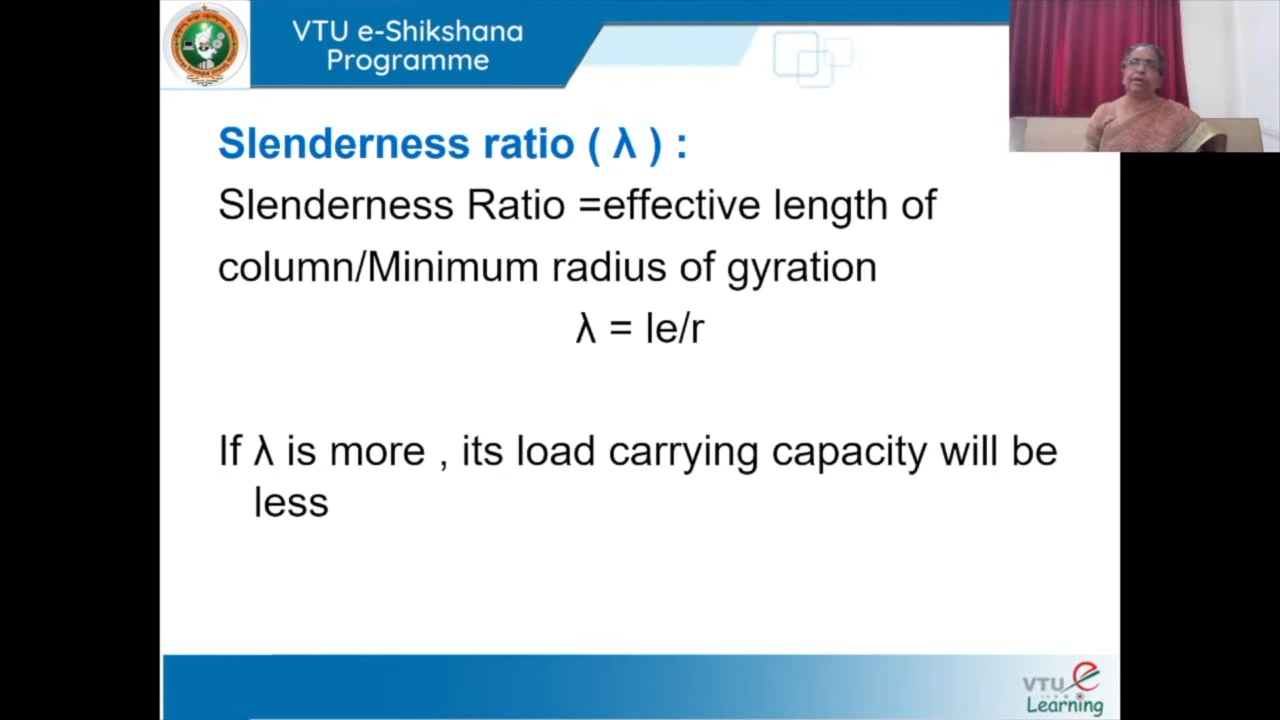 VTU e-Shikshana
Programme
Slenderness ratio ( λ ) :
Slenderness Ratio =effective length of
column/Minimum radius of gyration
λ = le/r
If λ is more , its load carrying capacity will be
less
VTU e
Learning